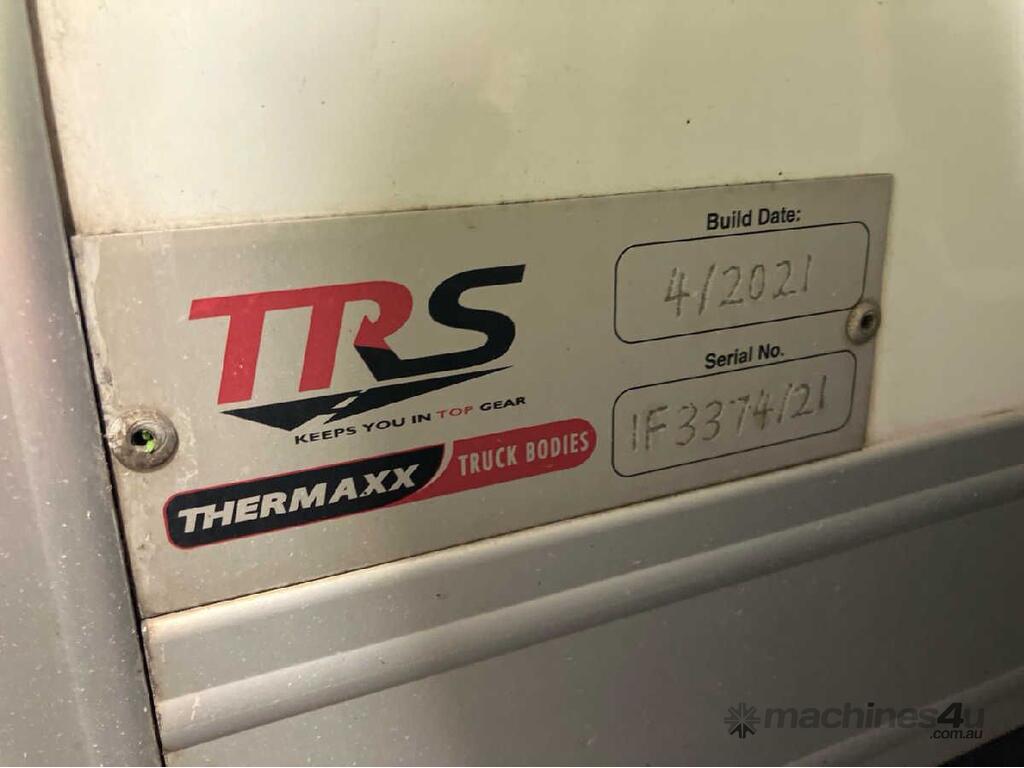 TRS
KEEPS YOU IN TOP GEAR
THERMAXX TRUCK BODIES
Build Date:
4/2021
Serial No.
IF3374/21
machines4u
.com.au